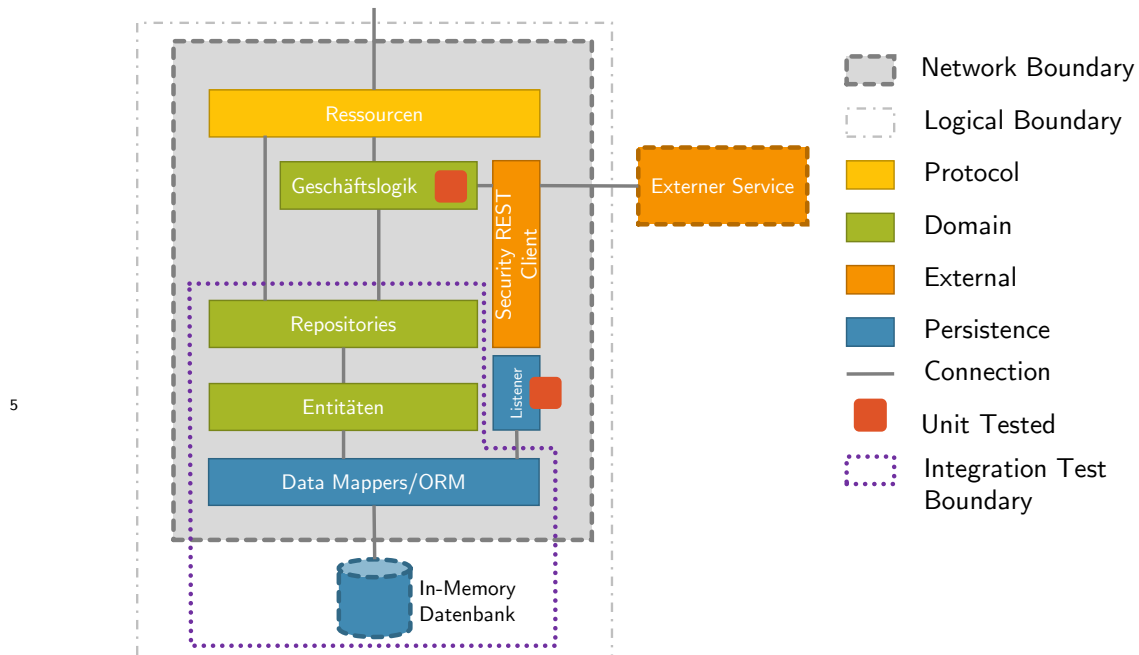 Ressourcen
Geschäftslogik
Security REST
Client
Externer Service
Repositories
Listener
Entitäten
Data Mappers/ORM
In-Memory
Datenbank
5
Network Boundary
Logical Boundary
Protocol
Domain
External
Persistence
Connection
Unit Tested
Integration Test
Boundary